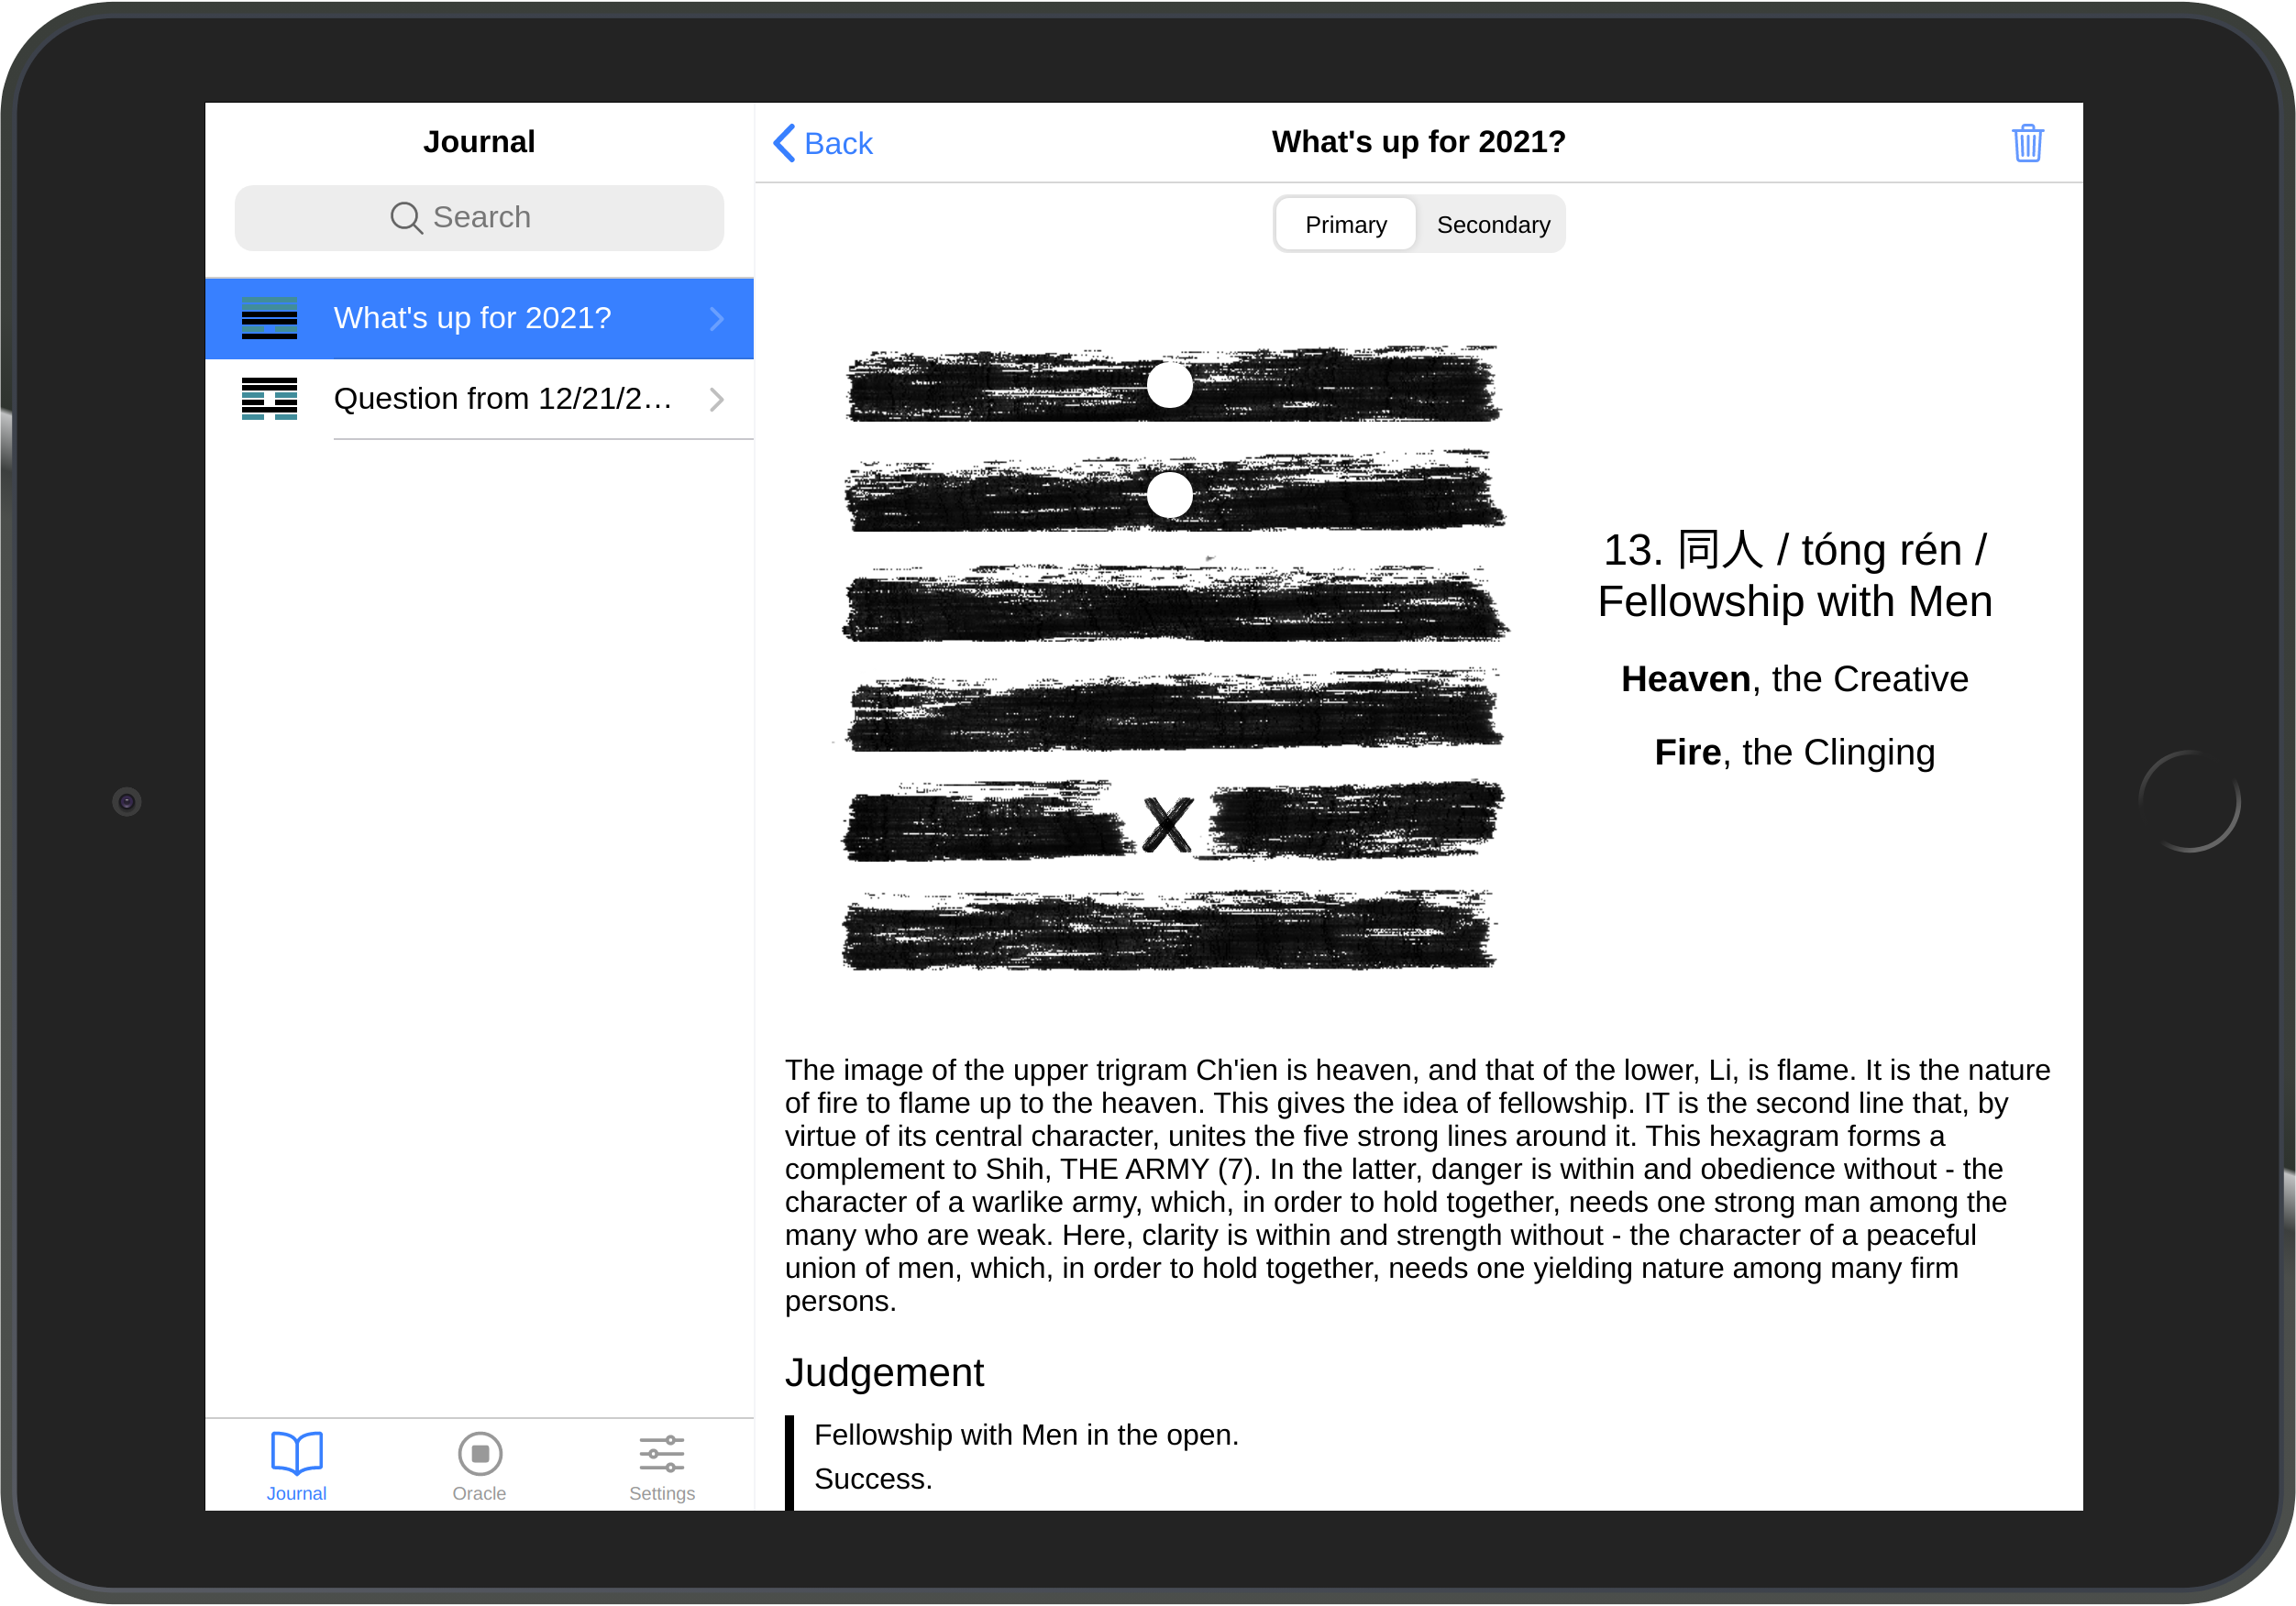 Journal
Search
What's up for 2021?
Question from 12/21/2…
Journal
Oracle
Settings
Back
What's up for 2021?
Primary
Secondary
13. 同人 / tóng rén /
Fellowship with Men
Heaven, the Creative
Fire, the Clinging
The image of the upper trigram Ch'ien is heaven, and that of the lower, Li, is flame. It is the nature
of fire to flame up to the heaven. This gives the idea of fellowship. IT is the second line that, by
virtue of its central character, unites the five strong lines around it. This hexagram forms a
complement to Shih, THE ARMY (7). In the latter, danger is within and obedience without - the
character of a warlike army, which, in order to hold together, needs one strong man among the
many who are weak. Here, clarity is within and strength without - the character of a peaceful
union of men, which, in order to hold together, needs one yielding nature among many firm
persons.
Judgement
Fellowship with Men in the open.
Success.